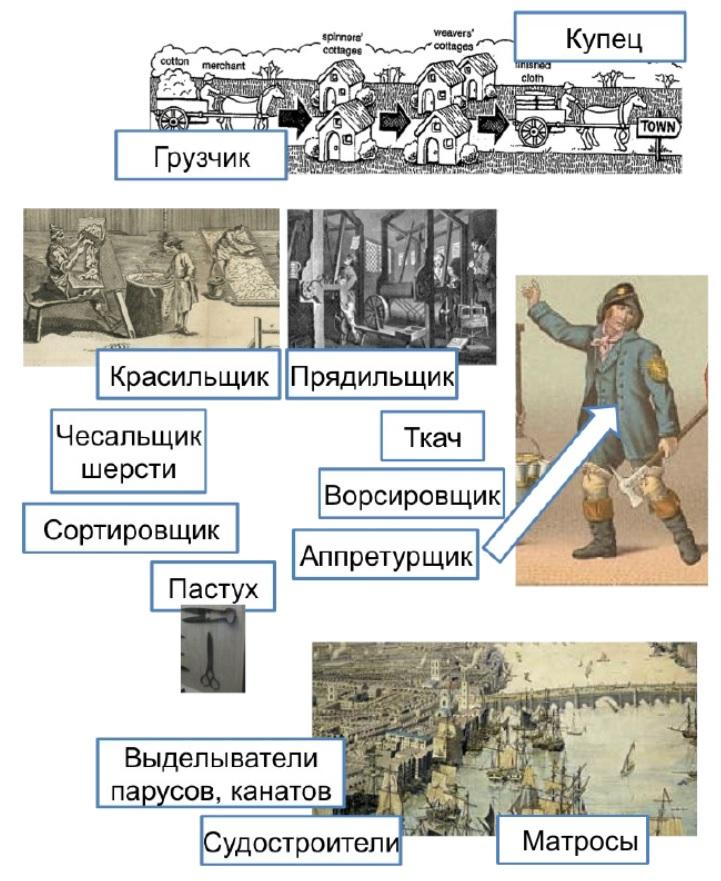 Купец
spinners'
cottages
weavers'
cottages
cotton merchant
finished
cloth
TOWN
Грузчик
Красильщик
Прядильщик
Чесальщик
шерсти
Ткач
Ворсировщик
Сортировщик
Аппретурщик
Пастух
Выделыватели
парусов, канатов
Судостроители
Матросы